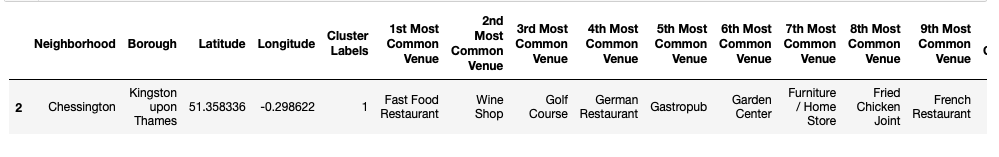 Neighborhood Borough Latitude Longitude Cluster Labels 1st Most Common Venue 2nd Most Common Venue 3rd Most Common Venue 4th Most Common Venue 5th Most Common Venue 6th Most Common Venue 7th Most Common Venue 8th Most Common Venue 9th Most Common Venue
2 Chessington Kingston upon Thames 51.358336 -0.298622 1 Fast Food Restaurant Wine Shop Golf Course German Restaurant Gastropub Garden Center Furniture / Home Store Fried Chicken Joint French Restaurant